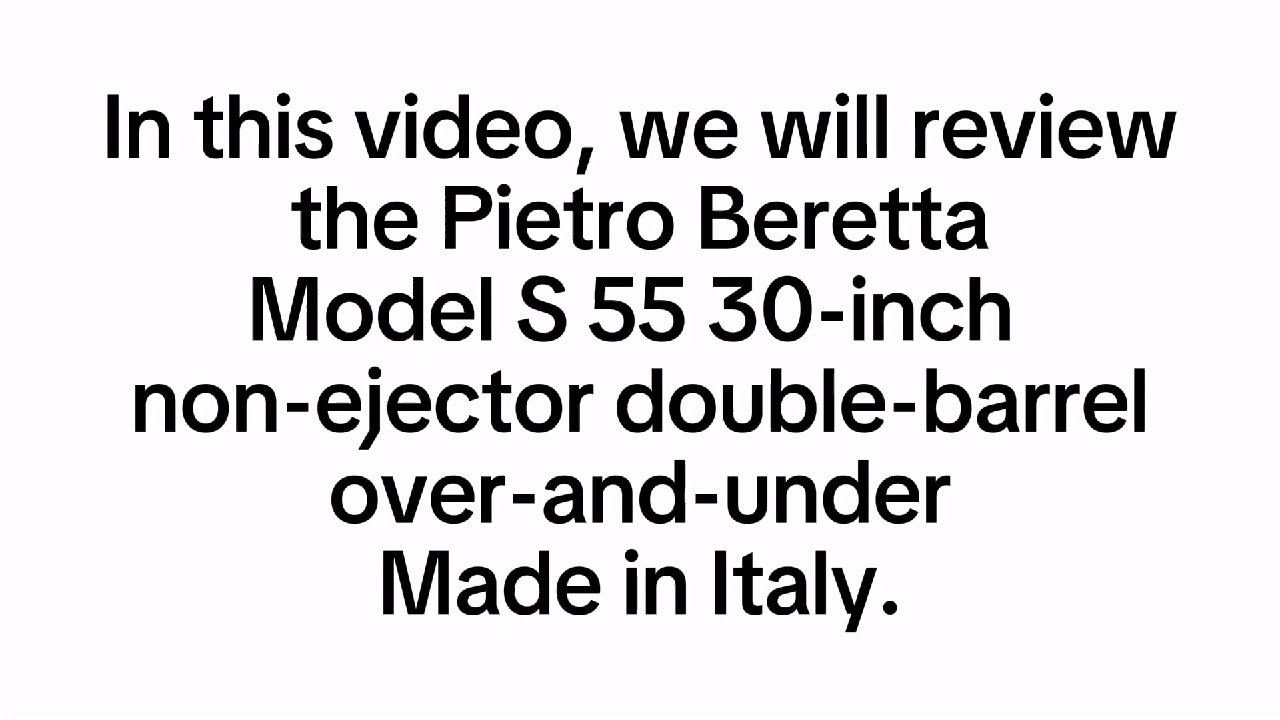 In this video, we will review
the Pietro Beretta
Model S 55 30-inch
non-ejector double-barrel
over-and-under
Made in Italy.